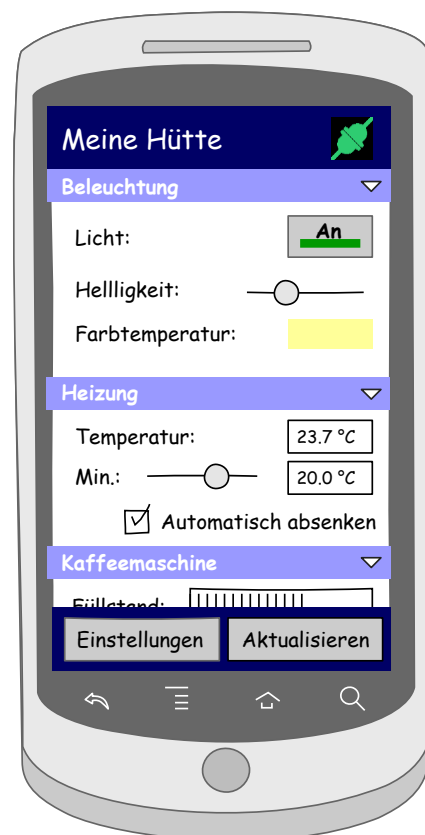 Meine Hütte
Beleuchtung
Licht: An
Hellligkeit:
Farbtemperatur:
Heizung
Temperatur: 23.7 °C
Min.: 20.0 °C
Automatisch absenken
Kaffeemaschine
Füllstand:
Einstellungen Aktualisieren